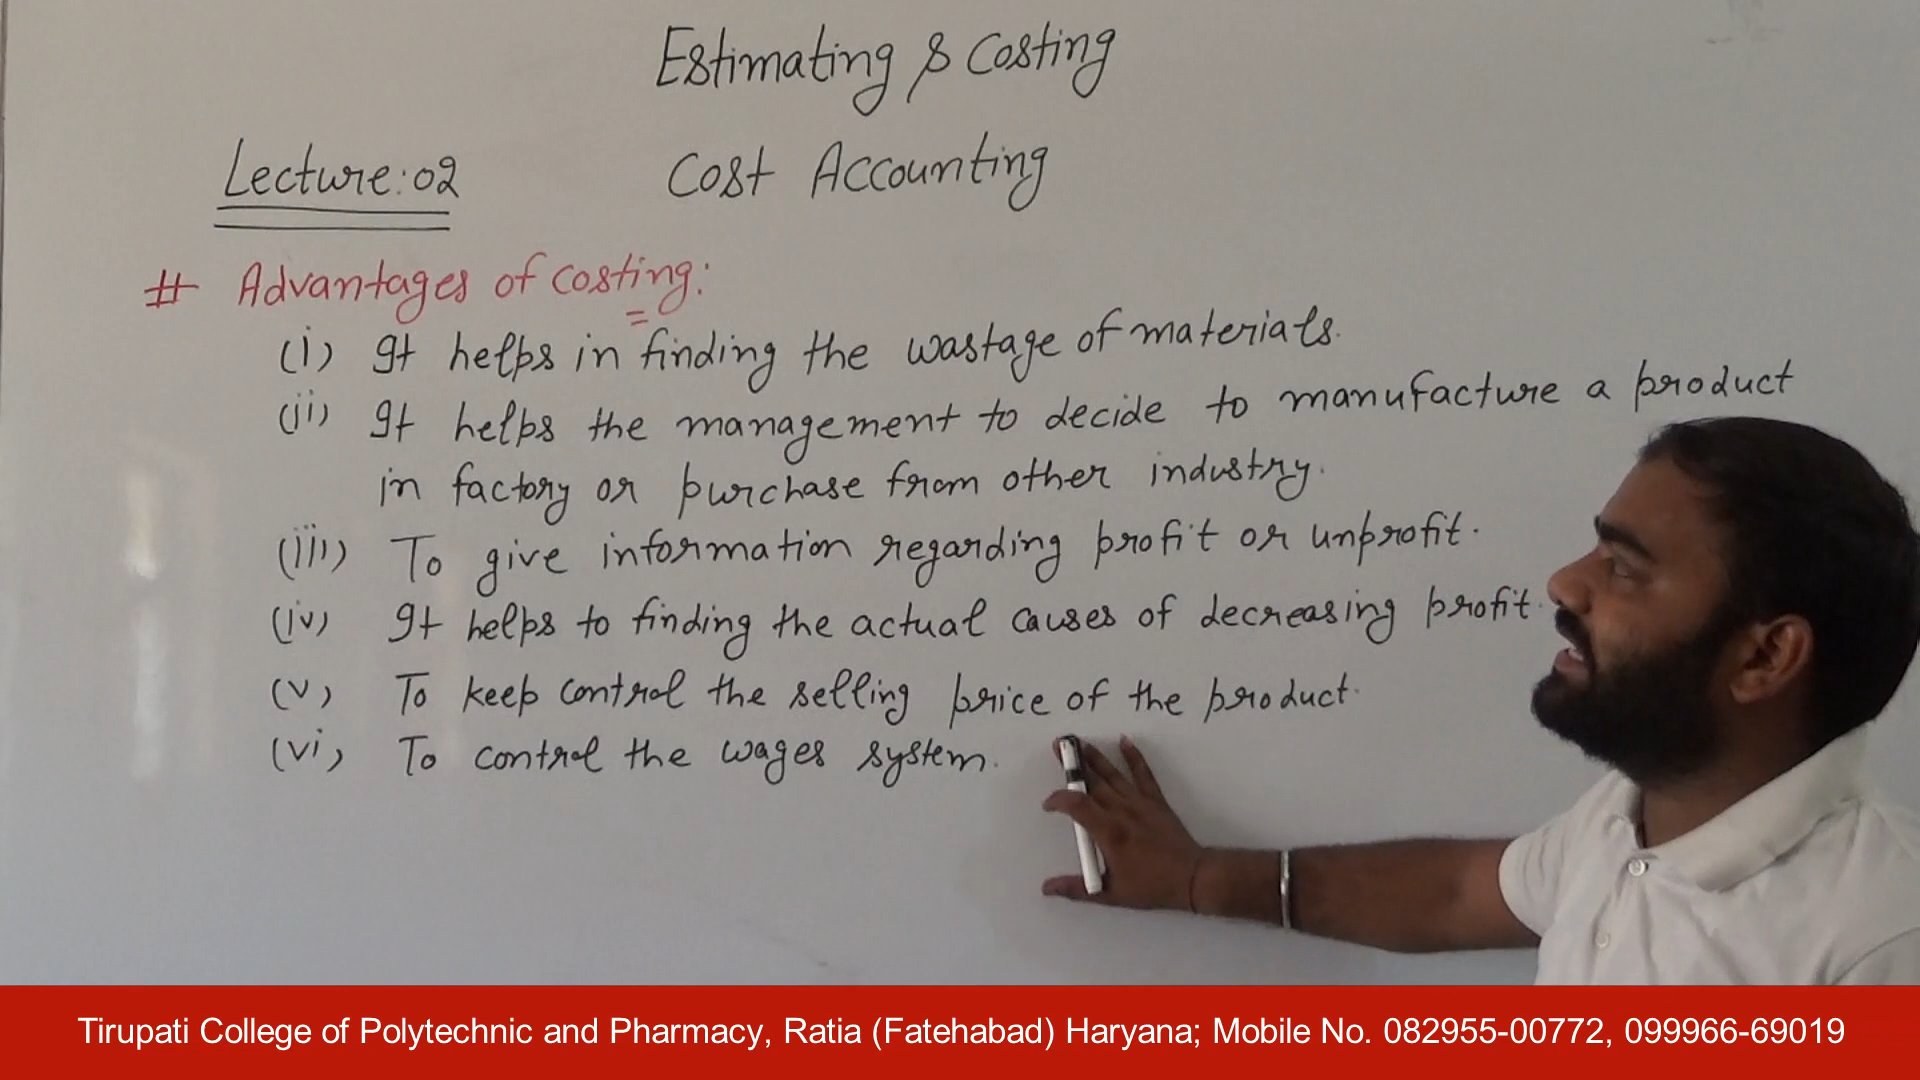 Estimating & Costing
Lecture:02 Cost Accounting
# Advantages of costing:
(i) It helps in finding the wastage of materials.
(ii) It helps the management to decide to manufacture a product
in factory or purchase from other industry.
(iii) To give information regarding profit or unprofit.
(iv) It helps to finding the actual causes of decreasing profit.
(v) To keep control the selling price of the product.
(vi) To control the wages system.
Tirupati College of Polytechnic and Pharmacy, Ratia (Fatehabad) Haryana; Mobile No. 082955-00772, 099966-69019